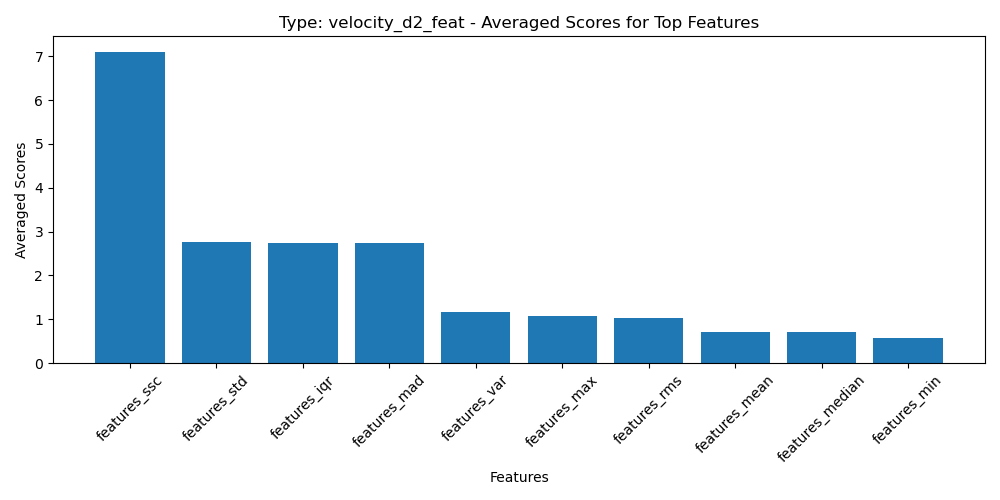 Type: velocity_d2_feat - Averaged Scores for Top Features
Averaged Scores
7
6
5
4
3
2
1
0
features_ssc
features_std
features_iqr
features_mad
features_var
features_max
features_rms
features_mean
features_median
features_min
Features